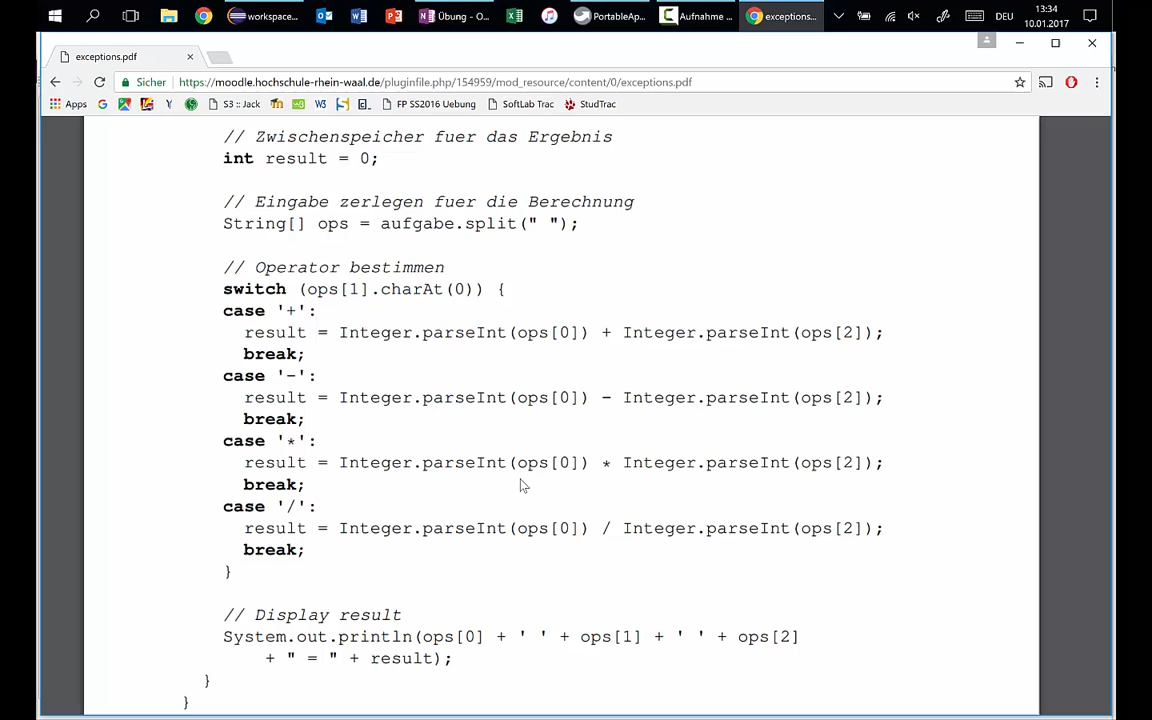 workspace...
Übung - O...
PortableAp...
Aufnahme ...
exceptions...
DEU
13:34
10.01.2017
exceptions.pdf
Sicher
https://moodle.hochschule-rhein-waal.de/pluginfile.php/154959/mod_resource/content/0/exceptions.pdf
Apps
S3 :: Jack
FP SS2016 Uebung
SoftLab Trac
StudTrac
// Zwischenspeicher fuer das Ergebnis
int result = 0;
// Eingabe zerlegen fuer die Berechnung
String[] ops = aufgabe.split(" ");
// Operator bestimmen
switch (ops[1].charAt(0)) {
case '+':
result = Integer.parseInt(ops[0]) + Integer.parseInt(ops[2]);
break;
case '-':
result = Integer.parseInt(ops[0]) - Integer.parseInt(ops[2]);
break;
case '*':
result = Integer.parseInt(ops[0]) * Integer.parseInt(ops[2]);
break;
case '/':
result = Integer.parseInt(ops[0]) / Integer.parseInt(ops[2]);
break;
}
// Display result
System.out.println(ops[0] + ' ' + ops[1] + ' ' + ops[2]
+ " = " + result);
}
}